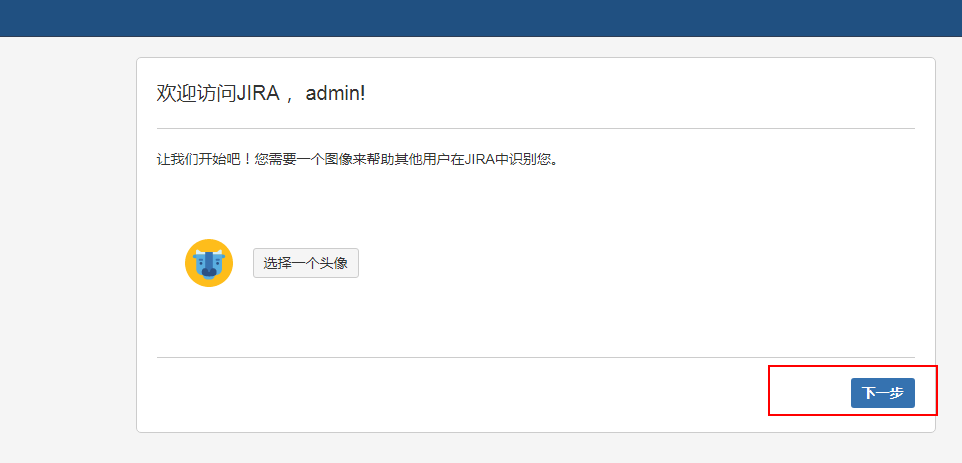 欢迎访问JIRA ，admin!
让我们开始吧！您需要一个图像来帮助其他用户在JIRA中识别您。
选择一个头像
下一步